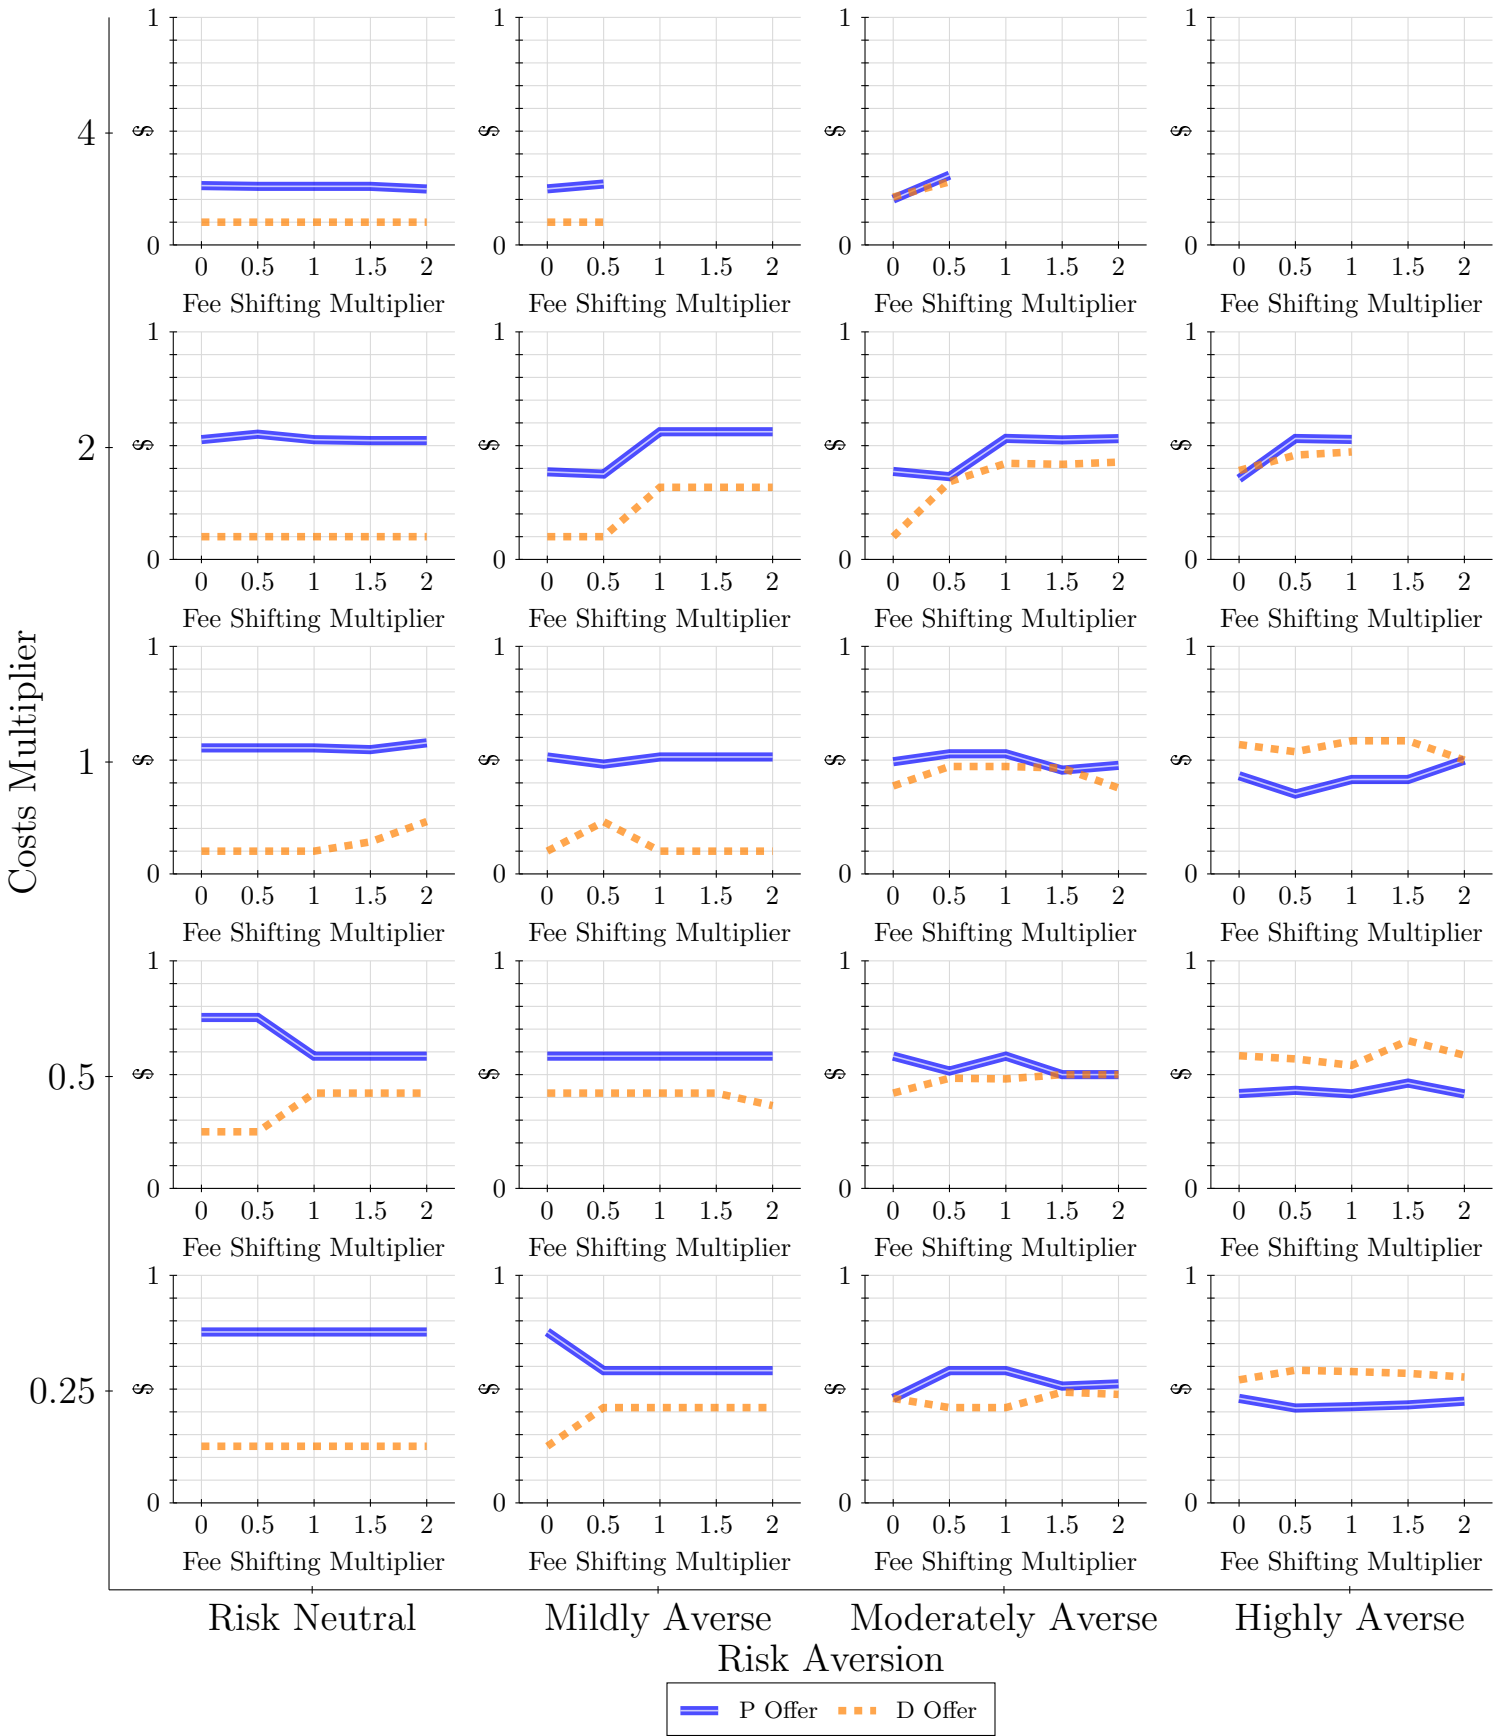 1 1 1 1
4 $ $ $ $
0 0 0 0
0 0.5 1 1.5 2 0 0.5 1 1.5 2 0 0.5 1 1.5 2 0 0.5 1 1.5 2
Fee Shifting Multiplier Fee Shifting Multiplier Fee Shifting Multiplier Fee Shifting Multiplier
1 1 1 1
2 $ $ $ $
0 0 0 0
0 0.5 1 1.5 2 0 0.5 1 1.5 2 0 0.5 1 1.5 2 0 0.5 1 1.5 2
Fee Shifting Multiplier Fee Shifting Multiplier Fee Shifting Multiplier Fee Shifting Multiplier
Costs Multiplier
1 1 1 1
1 $ $ $ $
0 0 0 0
0 0.5 1 1.5 2 0 0.5 1 1.5 2 0 0.5 1 1.5 2 0 0.5 1 1.5 2
Fee Shifting Multiplier Fee Shifting Multiplier Fee Shifting Multiplier Fee Shifting Multiplier
1 1 1 1
0.5 $ $ $ $
0 0 0 0
0 0.5 1 1.5 2 0 0.5 1 1.5 2 0 0.5 1 1.5 2 0 0.5 1 1.5 2
Fee Shifting Multiplier Fee Shifting Multiplier Fee Shifting Multiplier Fee Shifting Multiplier
1 1 1 1
0.25 $ $ $ $
0 0 0 0
0 0.5 1 1.5 2 0 0.5 1 1.5 2 0 0.5 1 1.5 2 0 0.5 1 1.5 2
Fee Shifting Multiplier Fee Shifting Multiplier Fee Shifting Multiplier Fee Shifting Multiplier
Risk Neutral Mildly Averse Moderately Averse Highly Averse
Risk Aversion
P Offer D Offer